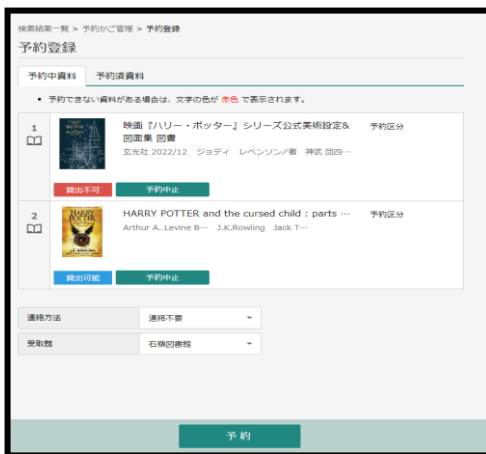 検索結果一覧 > 予約かご管理 > 予約登録
予約登録
予約中資料 予約済資料
• 予約できない資料がある場合は、文字の色が 赤色 で表示されます。
1 映画『ハリー・ポッター』シリーズ公式美術設定& 予約区分
図面集 図書
玄光社 2022/12 ジョディ レベンソン/著 神武 団四…
貸出不可 予約中止
2 HARRY POTTER and the cursed child : parts … 予約区分
Arthur A. Levine B… J.K.Rowling Jack T…
HARRY POTTER
貸出可能 予約中止
連絡方法 連絡不要
受取館 石嶺図書館
予約